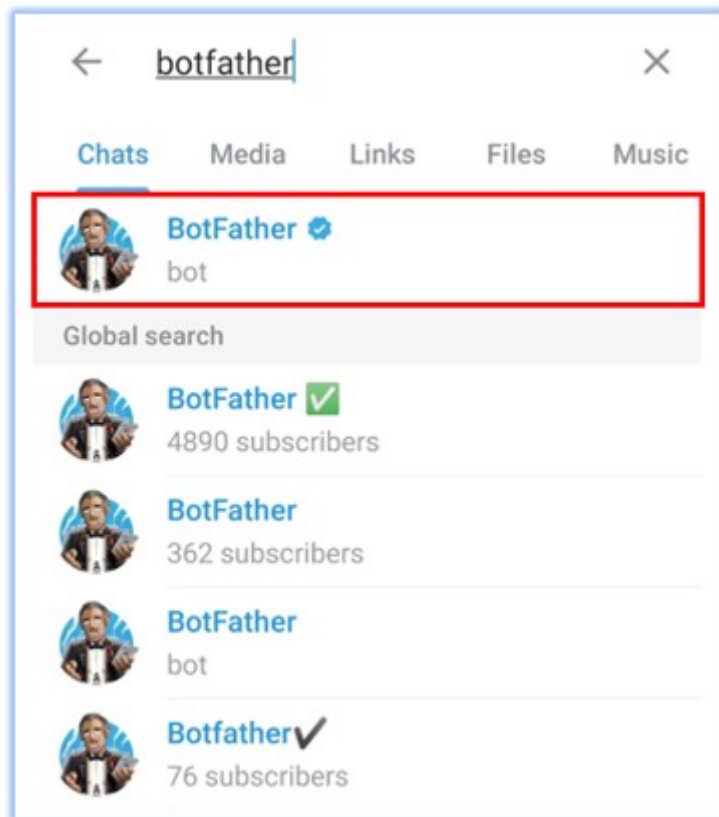 botfather
Chats Media Links Files Music
BotFather
bot
Global search
BotFather ✅
4890 subscribers
BotFather
362 subscribers
BotFather
bot
Botfather✔
76 subscribers